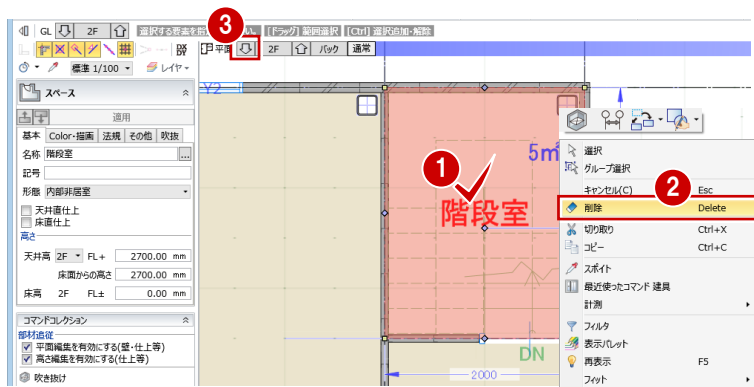 GL 2F 選択する要素を指 [ドラッグ] 範囲選択 [Ctrl] 選択追加・解除
3
平面 2F バック 通常
標準 1/100 レイヤ
スペース
適用
基本 Color・描画 法規 その他 吹抜
名称 階段室 ...
記号
形態 内部非居室
天井直仕上
床直仕上
高さ
天井高 2F FL+ 2700.00 mm
床面からの高さ 2700.00 mm
床高 2F FL± 0.00 mm
コマンドコレクション
部材追従
平面編集を有効にする(壁・仕上等)
高さ編集を有効にする(仕上等)
吹き抜け
Y2
5㎡
1
階段室
DN
2000
選択
グループ選択
キャンセル(C) Esc
2
削除 Delete
切り取り Ctrl+X
コピー Ctrl+C
スポイト
最近使ったコマンド 建具
計測
フィルタ
表示パレット
再表示 F5
フィット